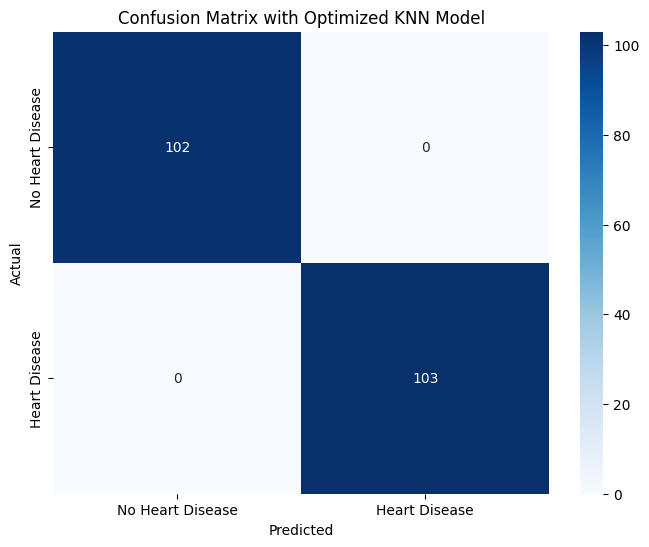 Confusion Matrix with Optimized KNN Model
No Heart Disease
Heart Disease
Actual
102
0
0
103
No Heart Disease
Heart Disease
Predicted
100
80
60
40
20
0